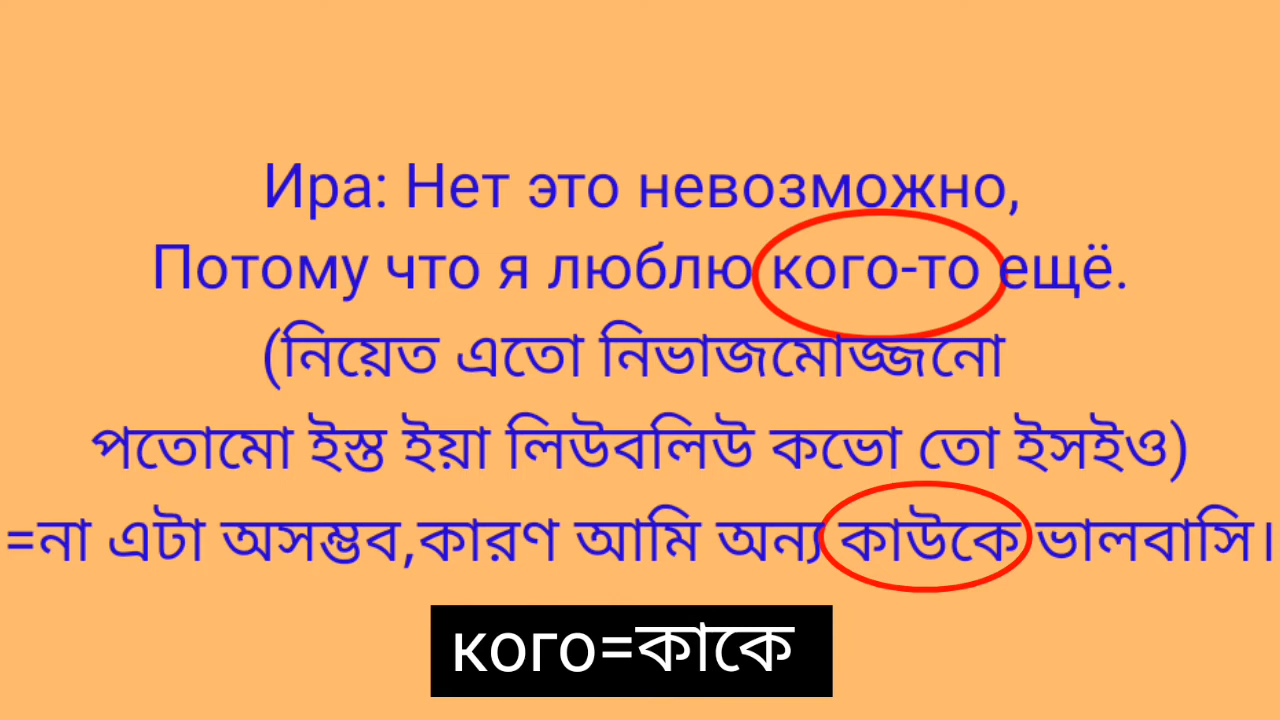 Ира: Нет это невозможно,
Потому что я люблю кого-то ещё.
(নিয়েত এতো নিভাজমোজ্জনো
পতোমো ইস্ত ইয়া লিউবলিউ কভো তো ইসইও)
=না এটা অসম্ভব,কারণ আমি অন্য কাউকে ভালবাসি।
кого=কাকে